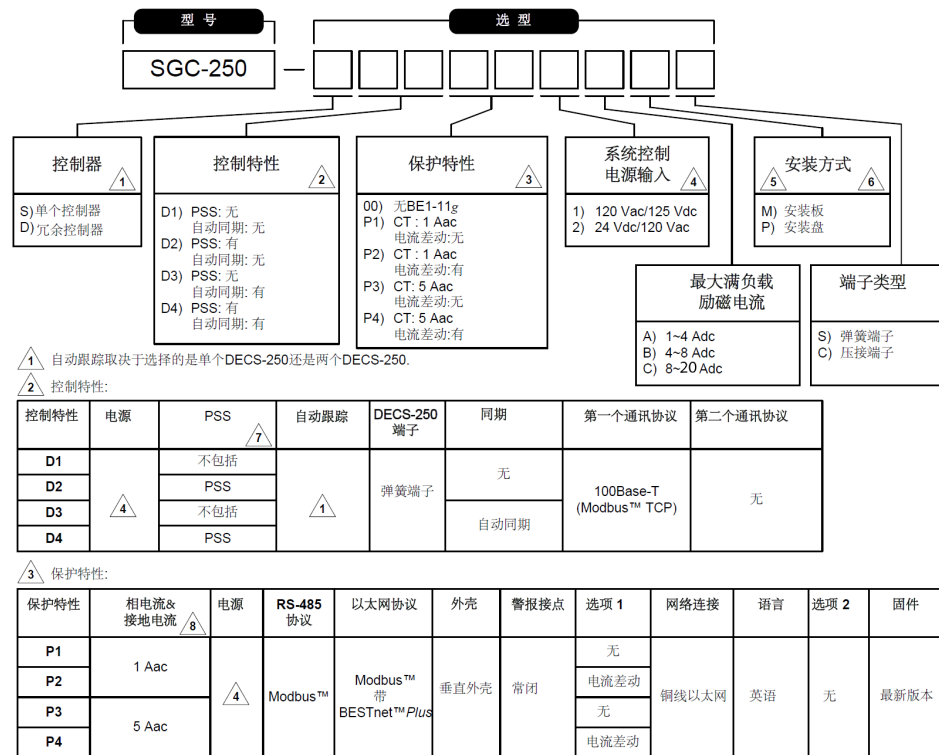 型 号
选 型
SGC-250 —
控制器
1
S)单个控制器
D)冗余控制器
控制特性
2
D1) PSS: 无
自动同期: 无
D2) PSS: 有
自动同期: 无
D3) PSS: 无
自动同期: 有
D4) PSS: 有
自动同期: 有
保护特性
3
00) 无BE1-11g
P1) CT : 1 Aac
电流差动:无
P2) CT : 1 Aac
电流差动:有
P3) CT: 5 Aac
电流差动:无
P4) CT: 5 Aac
电流差动:有
系统控制
电源输入
4
1) 120 Vac/125 Vdc
2) 24 Vdc/120 Vac
安装方式
5 6
M) 安装板
P) 安装盘
最大满负载
励磁电流
A) 1~4 Adc
B) 4~8 Adc
C) 8~20 Adc
端子类型
S) 弹簧端子
C) 压接端子
1 自动跟踪取决于选择的是单个DECS-250还是两个DECS-250.
2 控制特性:
控制特性 电源 PSS 7 自动跟踪 DECS-250 端子 同期 第一个通讯协议 第二个通讯协议
D1 不包括
D2 PSS
D3 不包括
D4 PSS
4
1
弹簧端子
无
自动同期
100Base-T
(Modbus™ TCP)
无
3 保护特性:
保护特性 相电流& 接地电流 8 电源 RS-485 协议 以太网协议 外壳 警报接点 选项 1 网络连接 语言 选项 2 固件
P1 无
P2 电流差动
P3 无
P4 电流差动
1 Aac
5 Aac
4
Modbus™
Modbus™
带
BESTnet™Plus
垂直外壳
常闭
铜线以太网
英语
无
最新版本